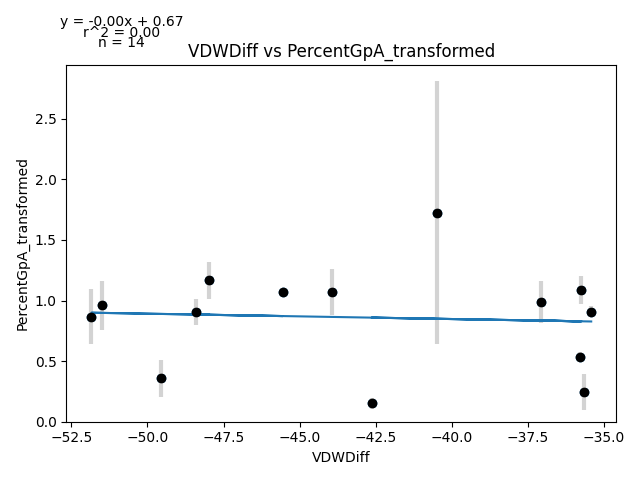 y = -0.00x + 0.67
r^2 = 0.00
n = 14
VDWDiff vs PercentGpA_transformed
PercentGpA_transformed
2.5
2.0
1.5
1.0
0.5
0.0
−52.5 −50.0 −47.5 −45.0 −42.5 −40.0 −37.5 −35.0
VDWDiff